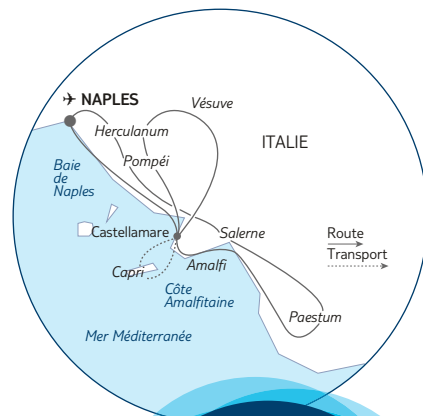 NAPLES
Vésuve
Herculanum
ITALIE
Pompéi
Baie
de
Naples
Castellamare
Salerne
Route
Transport
Capri
Amalfi
Côte
Amalfitaine
Paestum
Mer Méditerranée